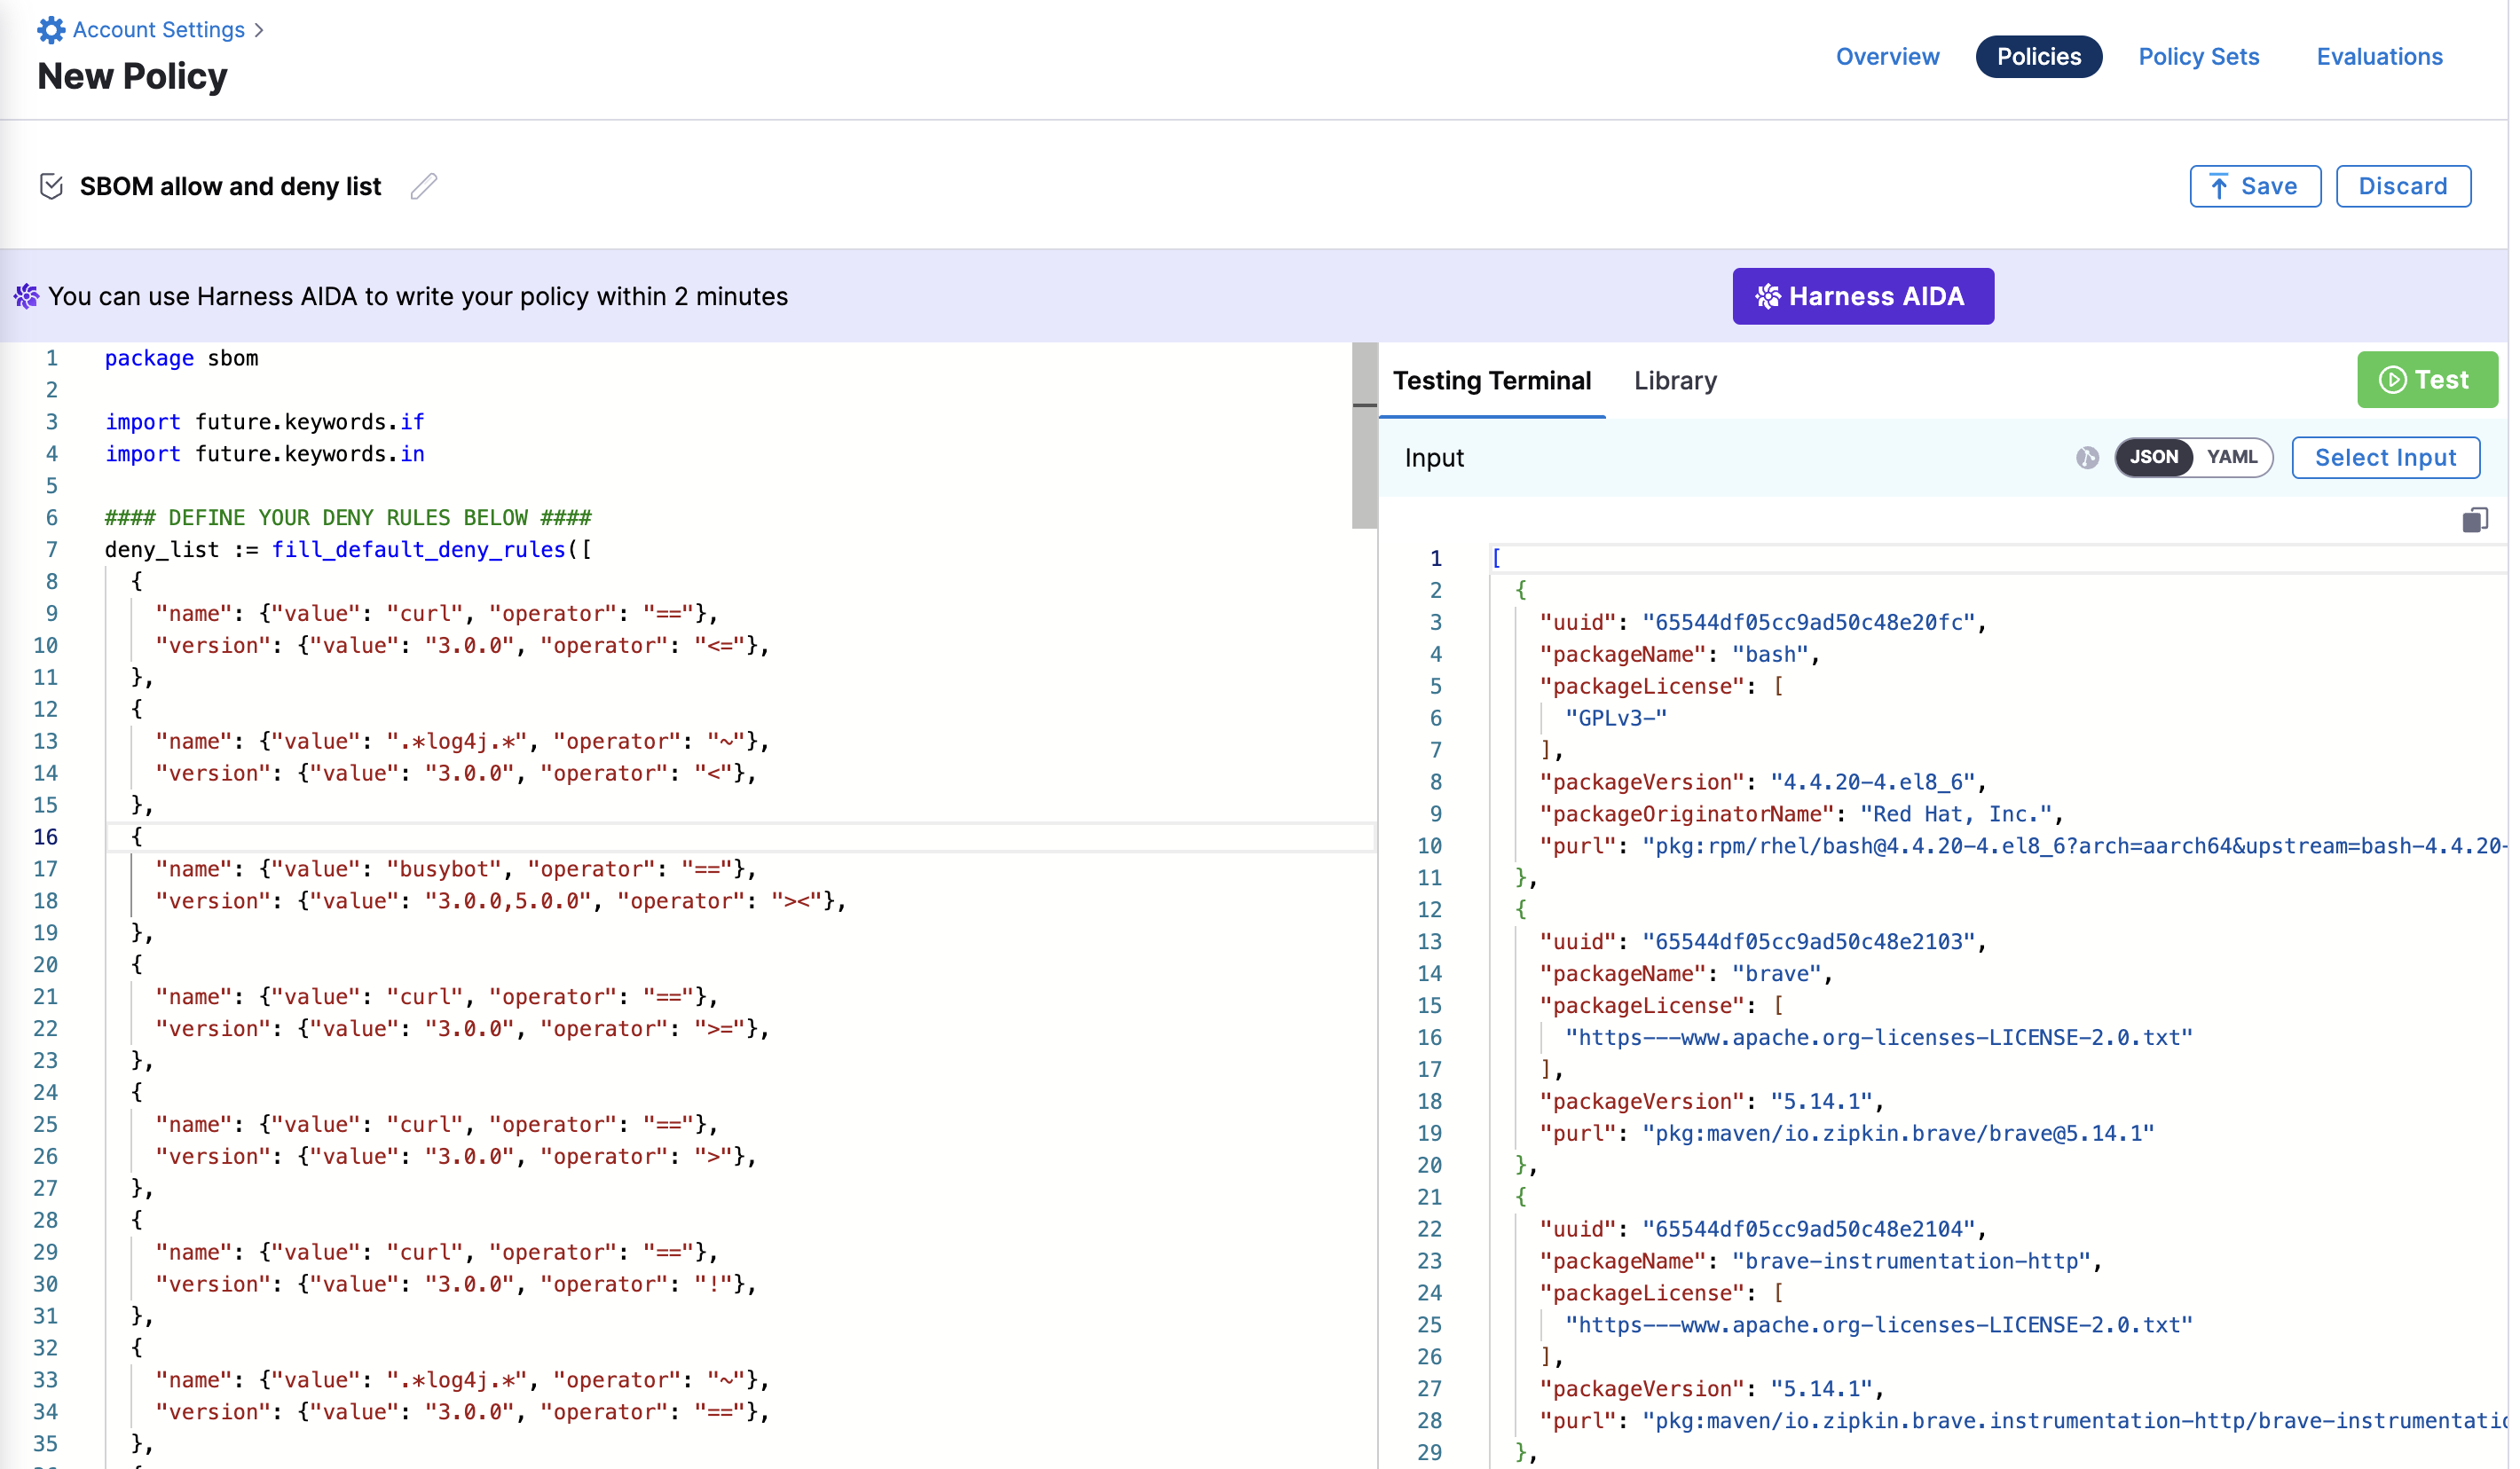 Account Settings >
New Policy
Overview Policies Policy Sets Evaluations
SBOM allow and deny list
Save Discard
You can use Harness AIDA to write your policy within 2 minutes
Harness AIDA
1 package sbom
2
3 import future.keywords.if
4 import future.keywords.in
5
6 #### DEFINE YOUR DENY RULES BELOW ####
7 deny_list := fill_default_deny_rules([
8 {
9 "name": {"value": "curl", "operator": "=="},
10 "version": {"value": "3.0.0", "operator": "<="},
11 },
12 {
13 "name": {"value": ".*log4j.*", "operator": "~"},
14 "version": {"value": "3.0.0", "operator": "<"},
15 },
16 {
17 "name": {"value": "busybot", "operator": "=="},
18 "version": {"value": "3.0.0,5.0.0", "operator": "><"},
19 },
20 {
21 "name": {"value": "curl", "operator": "=="},
22 "version": {"value": "3.0.0", "operator": ">="},
23 },
24 {
25 "name": {"value": "curl", "operator": "=="},
26 "version": {"value": "3.0.0", "operator": ">"},
27 },
28 {
29 "name": {"value": "curl", "operator": "=="},
30 "version": {"value": "3.0.0", "operator": "!"},
31 },
32 {
33 "name": {"value": ".*log4j.*", "operator": "~"},
34 "version": {"value": "3.0.0", "operator": "=="},
35 },
Testing Terminal Library
Test
Input
JSON YAML
Select Input
1 [
2 {
3 "uuid": "65544df05cc9ad50c48e20fc",
4 "packageName": "bash",
5 "packageLicense": [
6 "GPLv3-"
7 ],
8 "packageVersion": "4.4.20-4.el8_6",
9 "packageOriginatorName": "Red Hat, Inc.",
10 "purl": "pkg:rpm/rhel/bash@4.4.20-4.el8_6?arch=aarch64&upstream=bash-4.4.20-
11 },
12 {
13 "uuid": "65544df05cc9ad50c48e2103",
14 "packageName": "brave",
15 "packageLicense": [
16 "https---www.apache.org-licenses-LICENSE-2.0.txt"
17 ],
18 "packageVersion": "5.14.1",
19 "purl": "pkg:maven/io.zipkin.brave/brave@5.14.1"
20 },
21 {
22 "uuid": "65544df05cc9ad50c48e2104",
23 "packageName": "brave-instrumentation-http",
24 "packageLicense": [
25 "https---www.apache.org-licenses-LICENSE-2.0.txt"
26 ],
27 "packageVersion": "5.14.1",
28 "purl": "pkg:maven/io.zipkin.brave.instrumentation-http/brave-instrumentatio
29 },